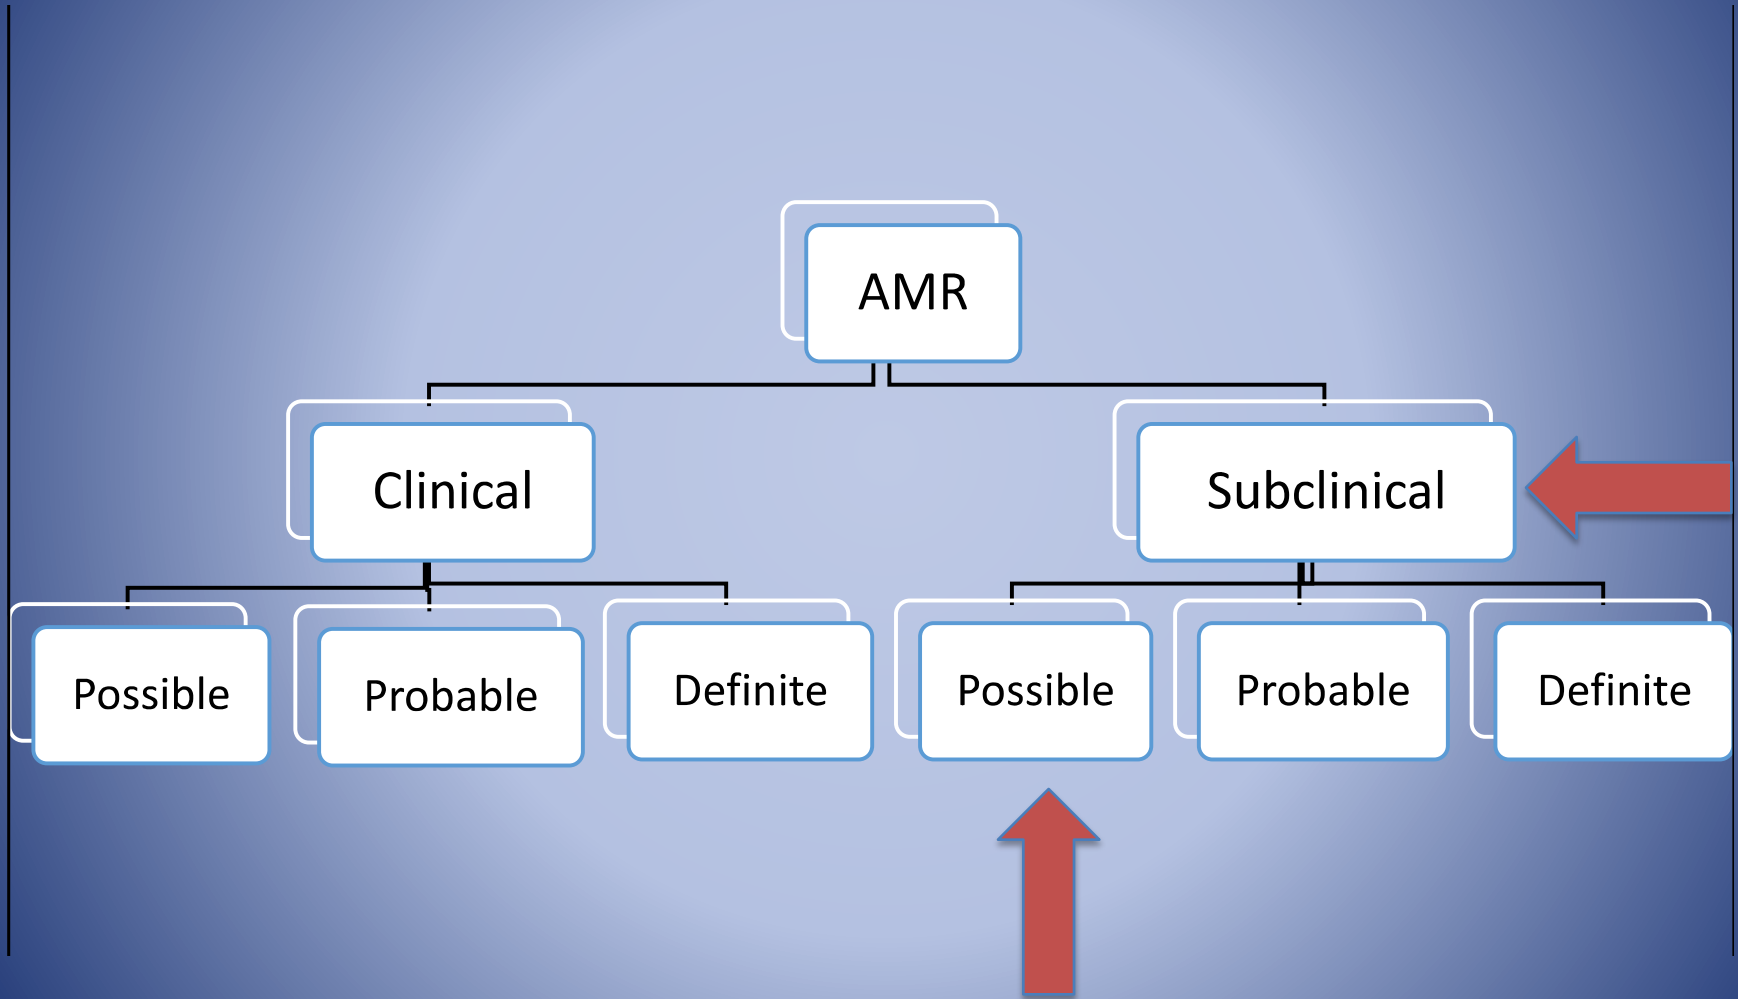 AMR
Clinical
Subclinical
Possible
Probable
Definite
Possible
Probable
Definite